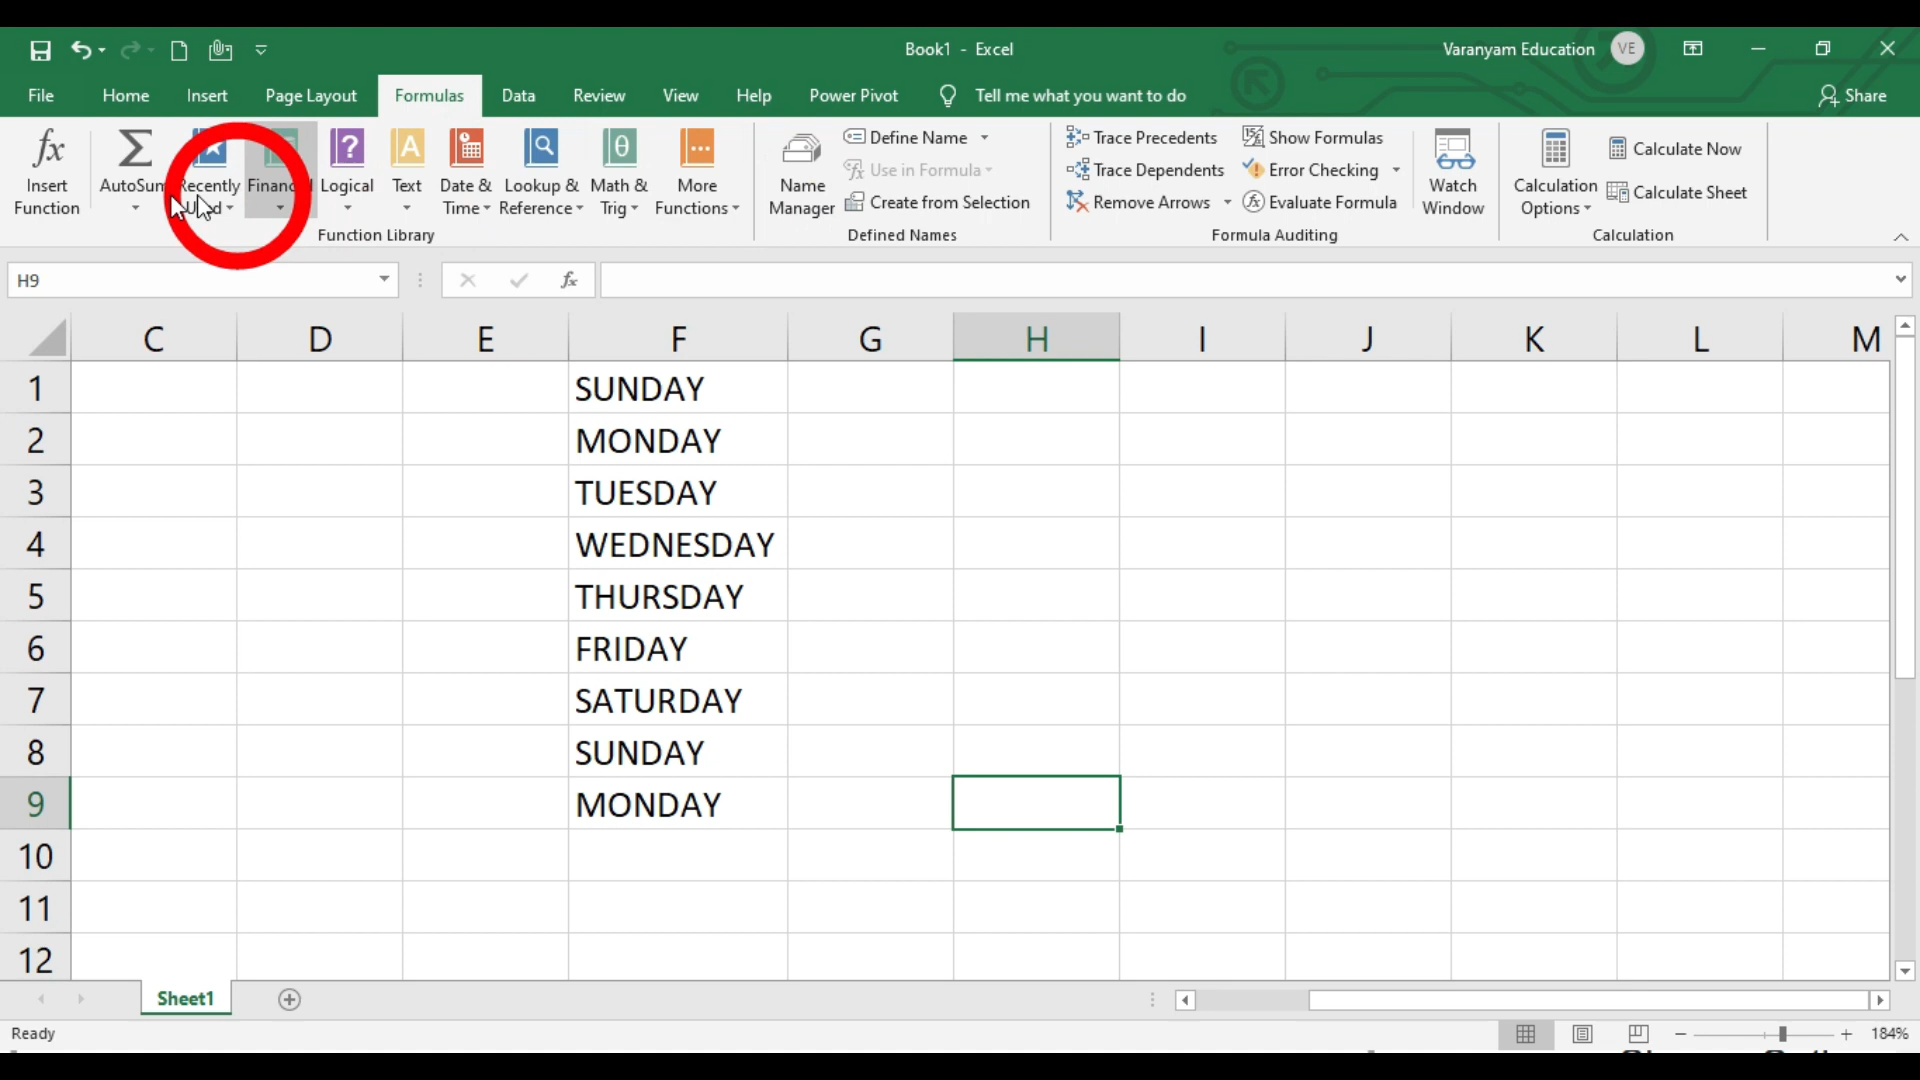 Book1 - Excel
Varanyam Education VE
File Home Insert Page Layout Formulas Data Review View Help Power Pivot Tell me what you want to do Share
Insert Function
AutoSum
Recently Used
Logical
Text
Date & Time
Lookup & Reference
Math & Trig
More Functions
Function Library
Name Manager
Define Name
Use in Formula
Create from Selection
Defined Names
Trace Precedents
Trace Dependents
Remove Arrows
Show Formulas
Error Checking
Evaluate Formula
Formula Auditing
Watch Window
Calculation Options
Calculate Now
Calculate Sheet
Calculation
H9
fx
C D E F G H I J K L M
1 SUNDAY
2 MONDAY
3 TUESDAY
4 WEDNESDAY
5 THURSDAY
6 FRIDAY
7 SATURDAY
8 SUNDAY
9 MONDAY
10
11
12
Sheet1
Ready
184%